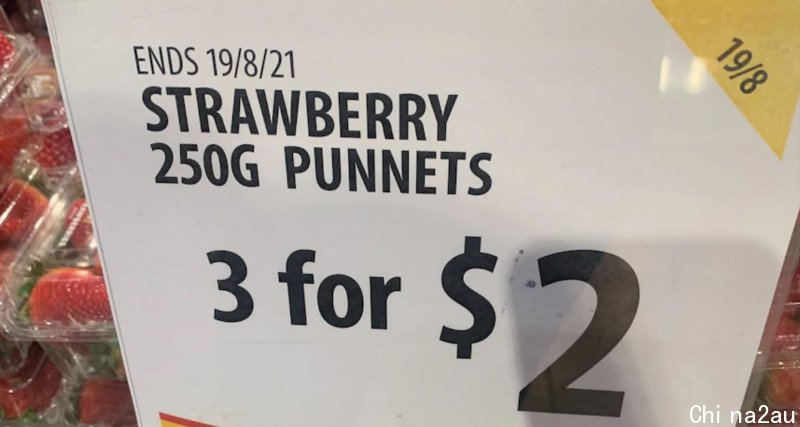 ENDS 19/8/21
19/8
STRAWBERRY
250G PUNNETS
3 for $2
Chi na2au